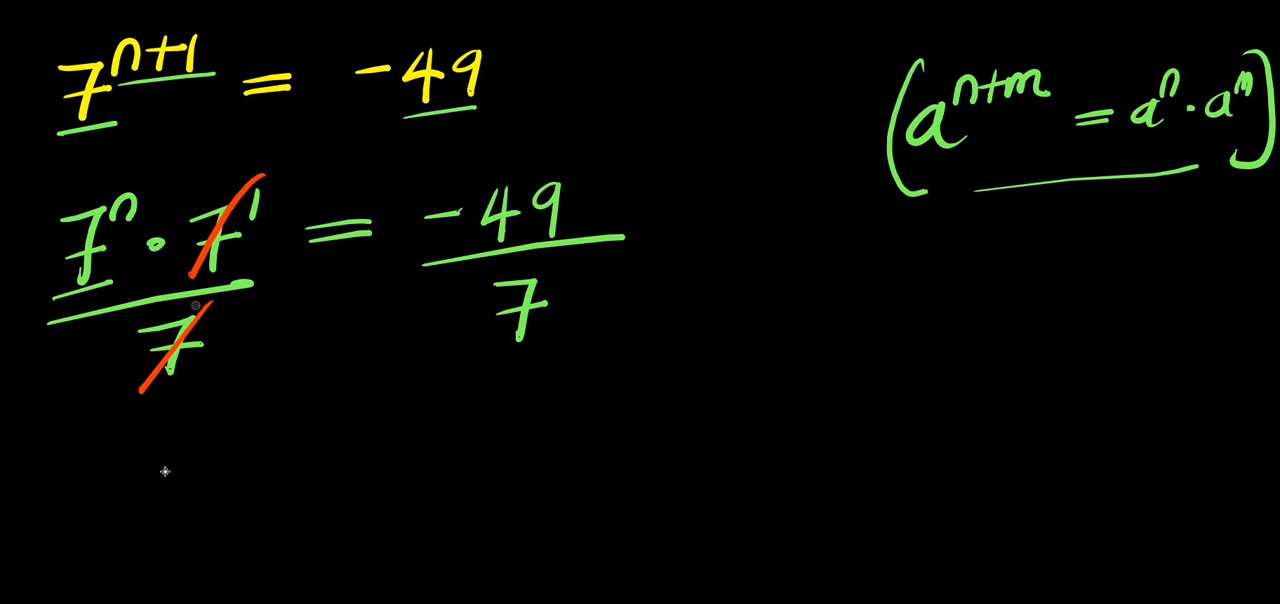 7^{n+1} = -49
(a^{n+m} = a^n · a^m)
7^n · 7^1 = -49
7 7